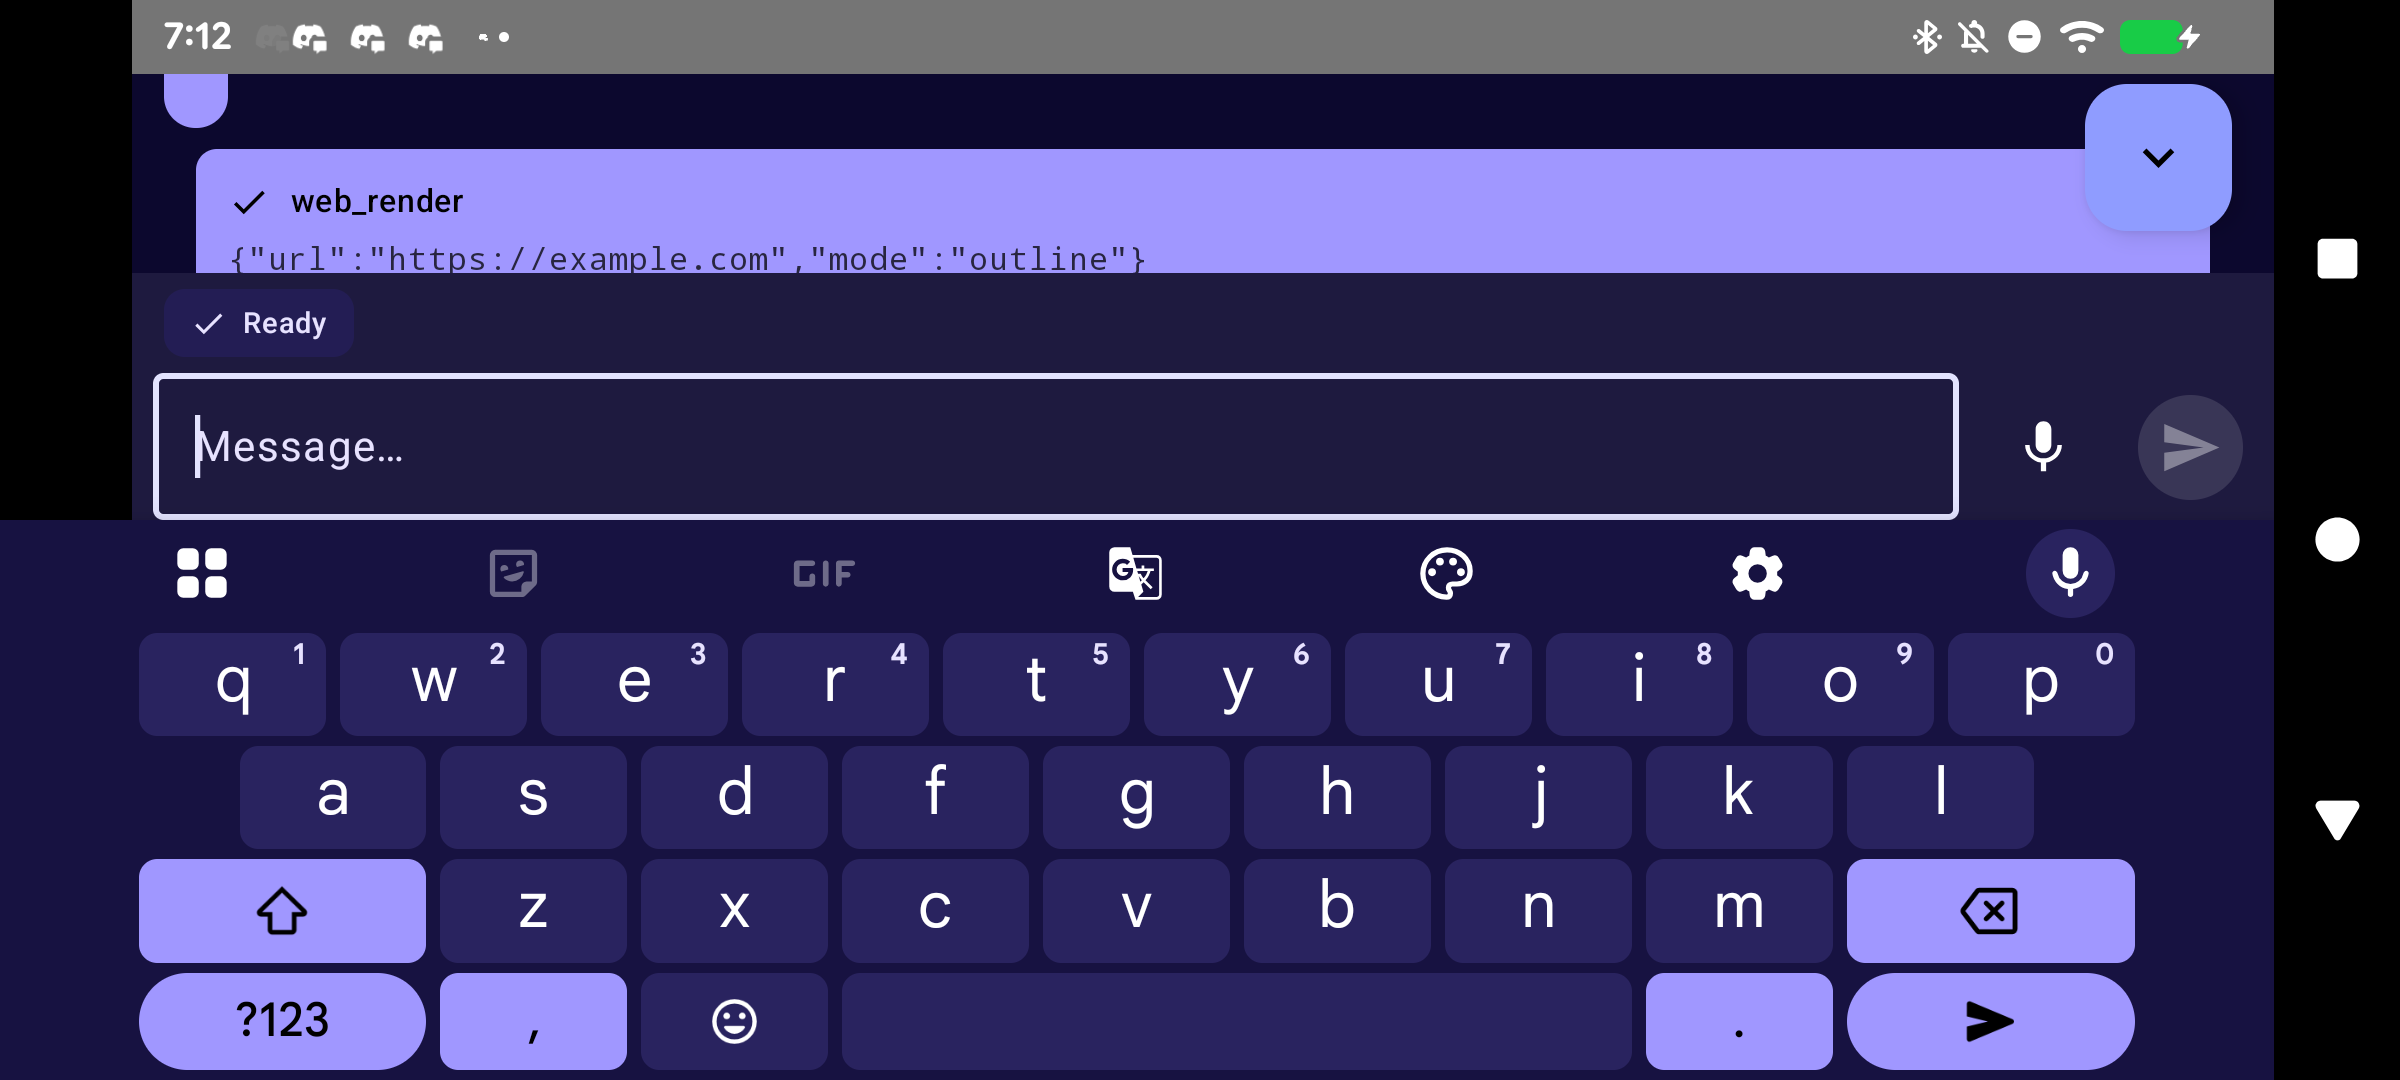 7:12
web_render
{"url":"https://example.com","mode":"outline"}
Ready
Message…
GIF
G 文
q 1 w 2 e 3 r 4 t 5 y 6 u 7 i 8 o 9 p 0
a s d f g h j k l
z x c v b n m
?123 , .